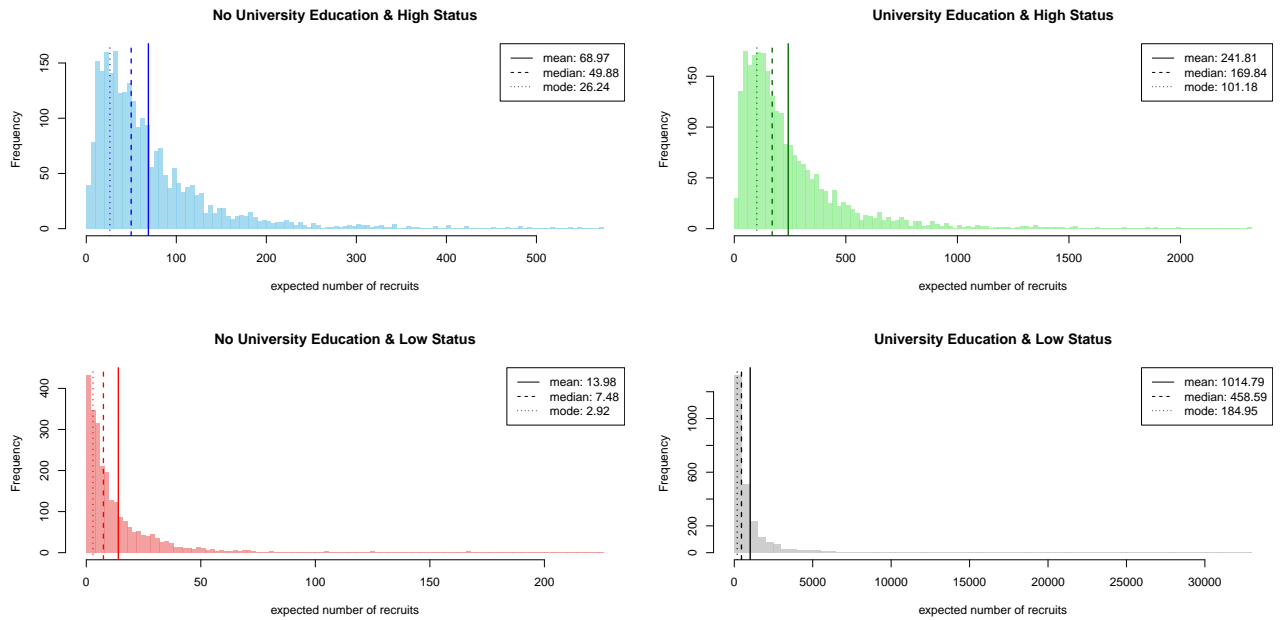 No University Education & High Status
mean: 68.97
median: 49.88
mode: 26.24
Frequency
150
100
50
0
0 100 200 300 400 500
expected number of recruits
University Education & High Status
mean: 241.81
median: 169.84
mode: 101.18
Frequency
150
100
50
0
0 500 1000 1500 2000
expected number of recruits
No University Education & Low Status
mean: 13.98
median: 7.48
mode: 2.92
Frequency
400
300
200
100
0
0 50 100 150 200
expected number of recruits
University Education & Low Status
mean: 1014.79
median: 458.59
mode: 184.95
Frequency
1000
600
200
0
0 5000 10000 15000 20000 25000 30000
expected number of recruits